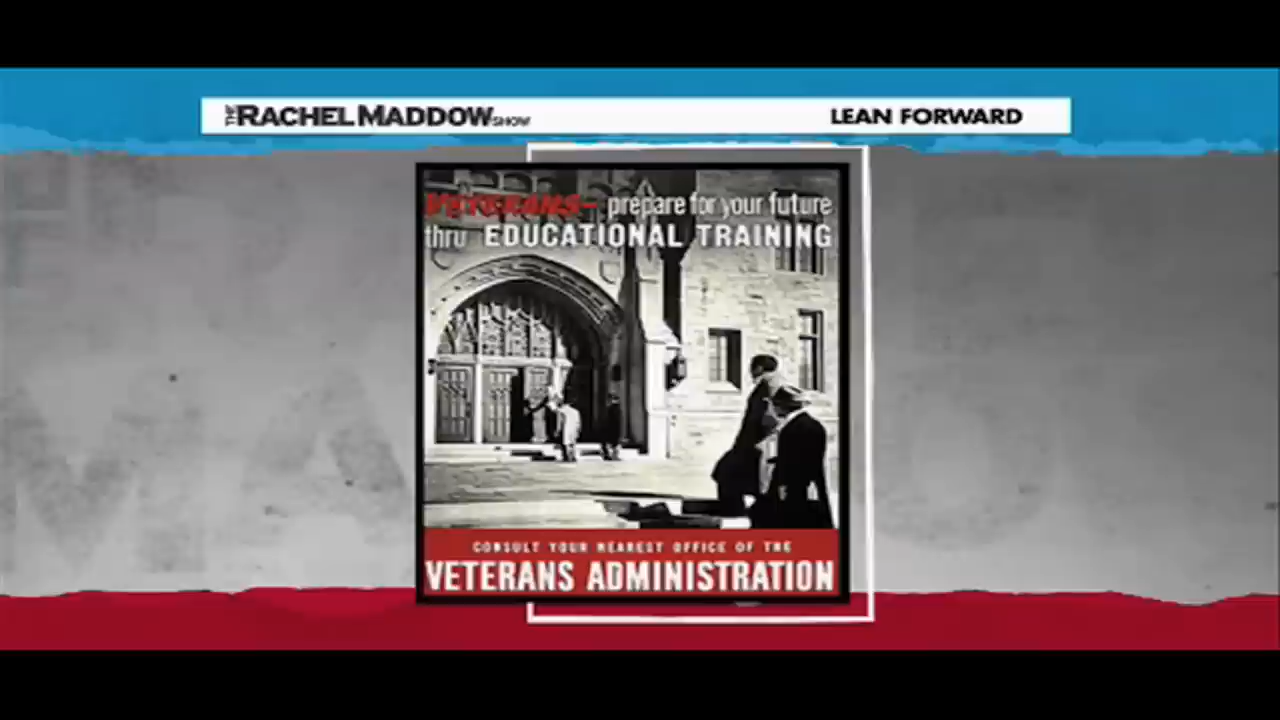 THE RACHEL MADDOW SHOW
LEAN FORWARD
VETERANS— prepare for your future
thru EDUCATIONAL TRAINING
CONSULT YOUR NEAREST OFFICE OF THE
VETERANS ADMINISTRATION